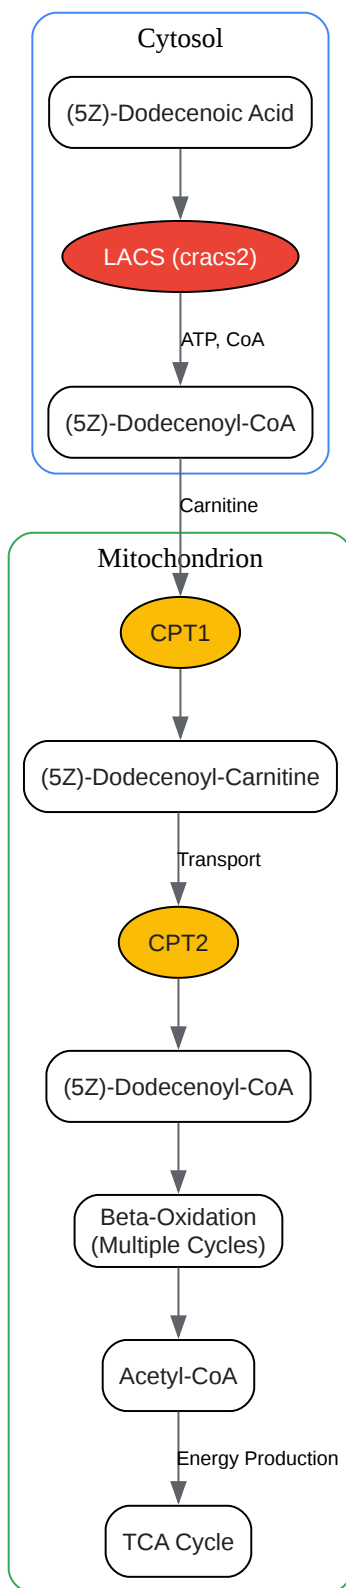 Cytosol
(5Z)-Dodecenoic Acid
LACS (cracs2)
ATP, CoA
(5Z)-Dodecenoyl-CoA
Carnitine
Mitochondrion
CPT1
(5Z)-Dodecenoyl-Carnitine
Transport
CPT2
(5Z)-Dodecenoyl-CoA
Beta-Oxidation
(Multiple Cycles)
Acetyl-CoA
Energy Production
TCA Cycle